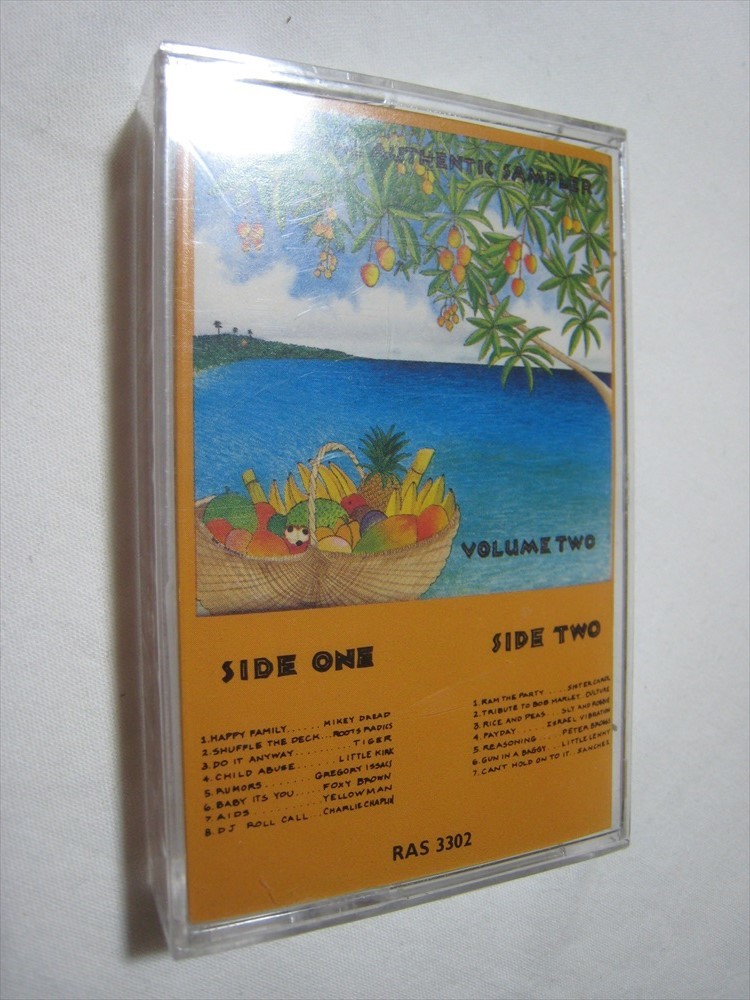 AUTHENTIC SAMPLER
VOLUME TWO
SIDE ONE
1. HAPPY FAMILY...... MIKEY DREAD
2. SHUFFLE THE DECK... ROOTS RADICS
3. DO IT ANYWAY......... TIGER
4. CHILD ABUSE...... LITTLE KIRK
5. RUMORS....... GREGORY ISSACS
6. BABY ITS YOU.... FOXY BROWN
7. AIDS.......... YELLOWMAN
8. DJ ROLL CALL... CHARLIE CHAPLIN
SIDE TWO
1. RAM THE PARTY.... SISTER CAROL
2. TRIBUTE TO BOB MARLEY. CULTURE
3. RICE AND PEAS... SLY AND ROBBIE
4. PAYDAY..... ISRAEL VIBRATION
5. REASONING..... PETER BROGGS
6. GUN IN A BAGGY... LITTLE LENNY
7. CAN'T HOLD ON TO IT. SANCHEZ
RAS 3302